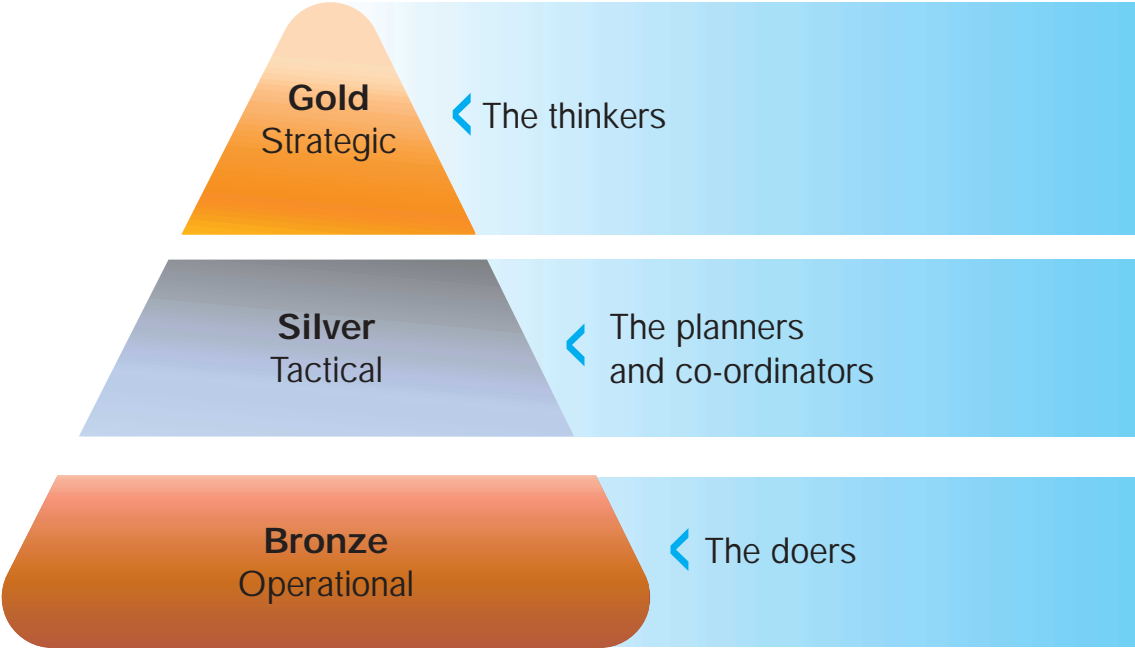 Gold
Strategic
The thinkers
Silver
Tactical
The planners
and co-ordinators
Bronze
Operational
The doers